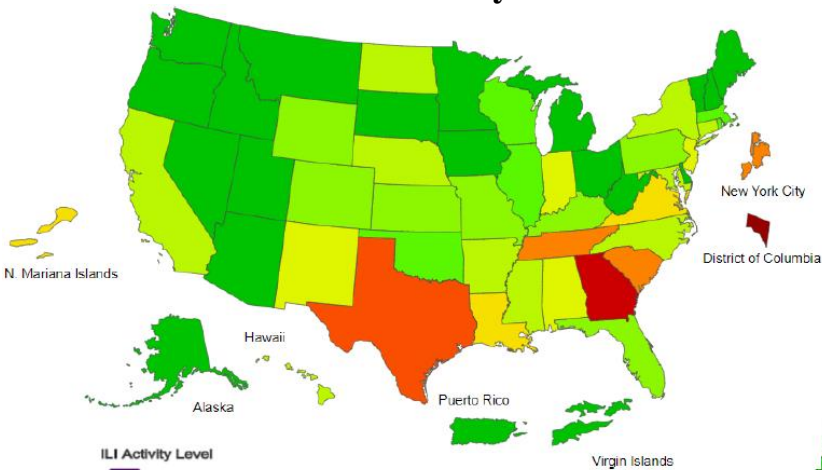 New York City
District of Columbia
N. Mariana Islands
Hawaii
Alaska
Puerto Rico
ILI Activity Level
Virgin Islands